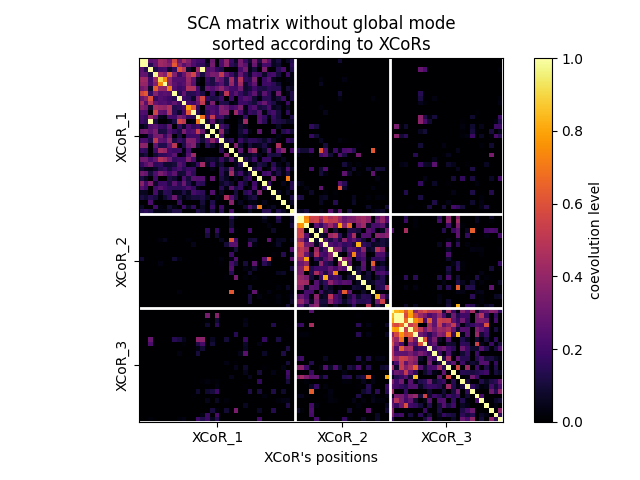 SCA matrix without global mode
sorted according to XCoRs
XCoR_1
XCoR_2
XCoR_3
XCoR_1
XCoR_2
XCoR_3
XCoR's positions
1.0
0.8
0.6
0.4
0.2
0.0
coevolution level